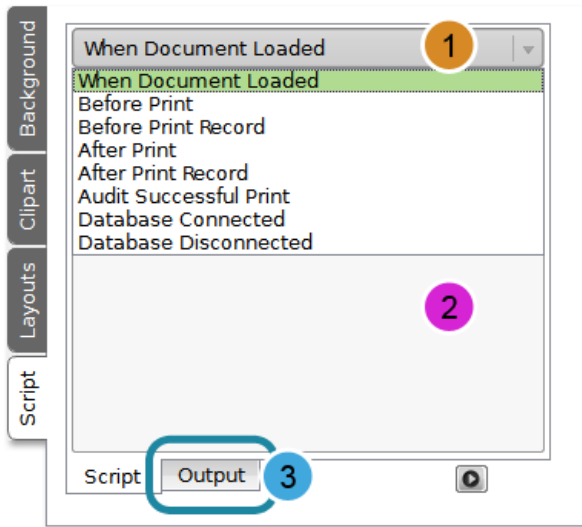 Background
Clipart
Layouts
Script
When Document Loaded
1
When Document Loaded
Before Print
Before Print Record
After Print
After Print Record
Audit Successful Print
Database Connected
Database Disconnected
2
Script
Output
3